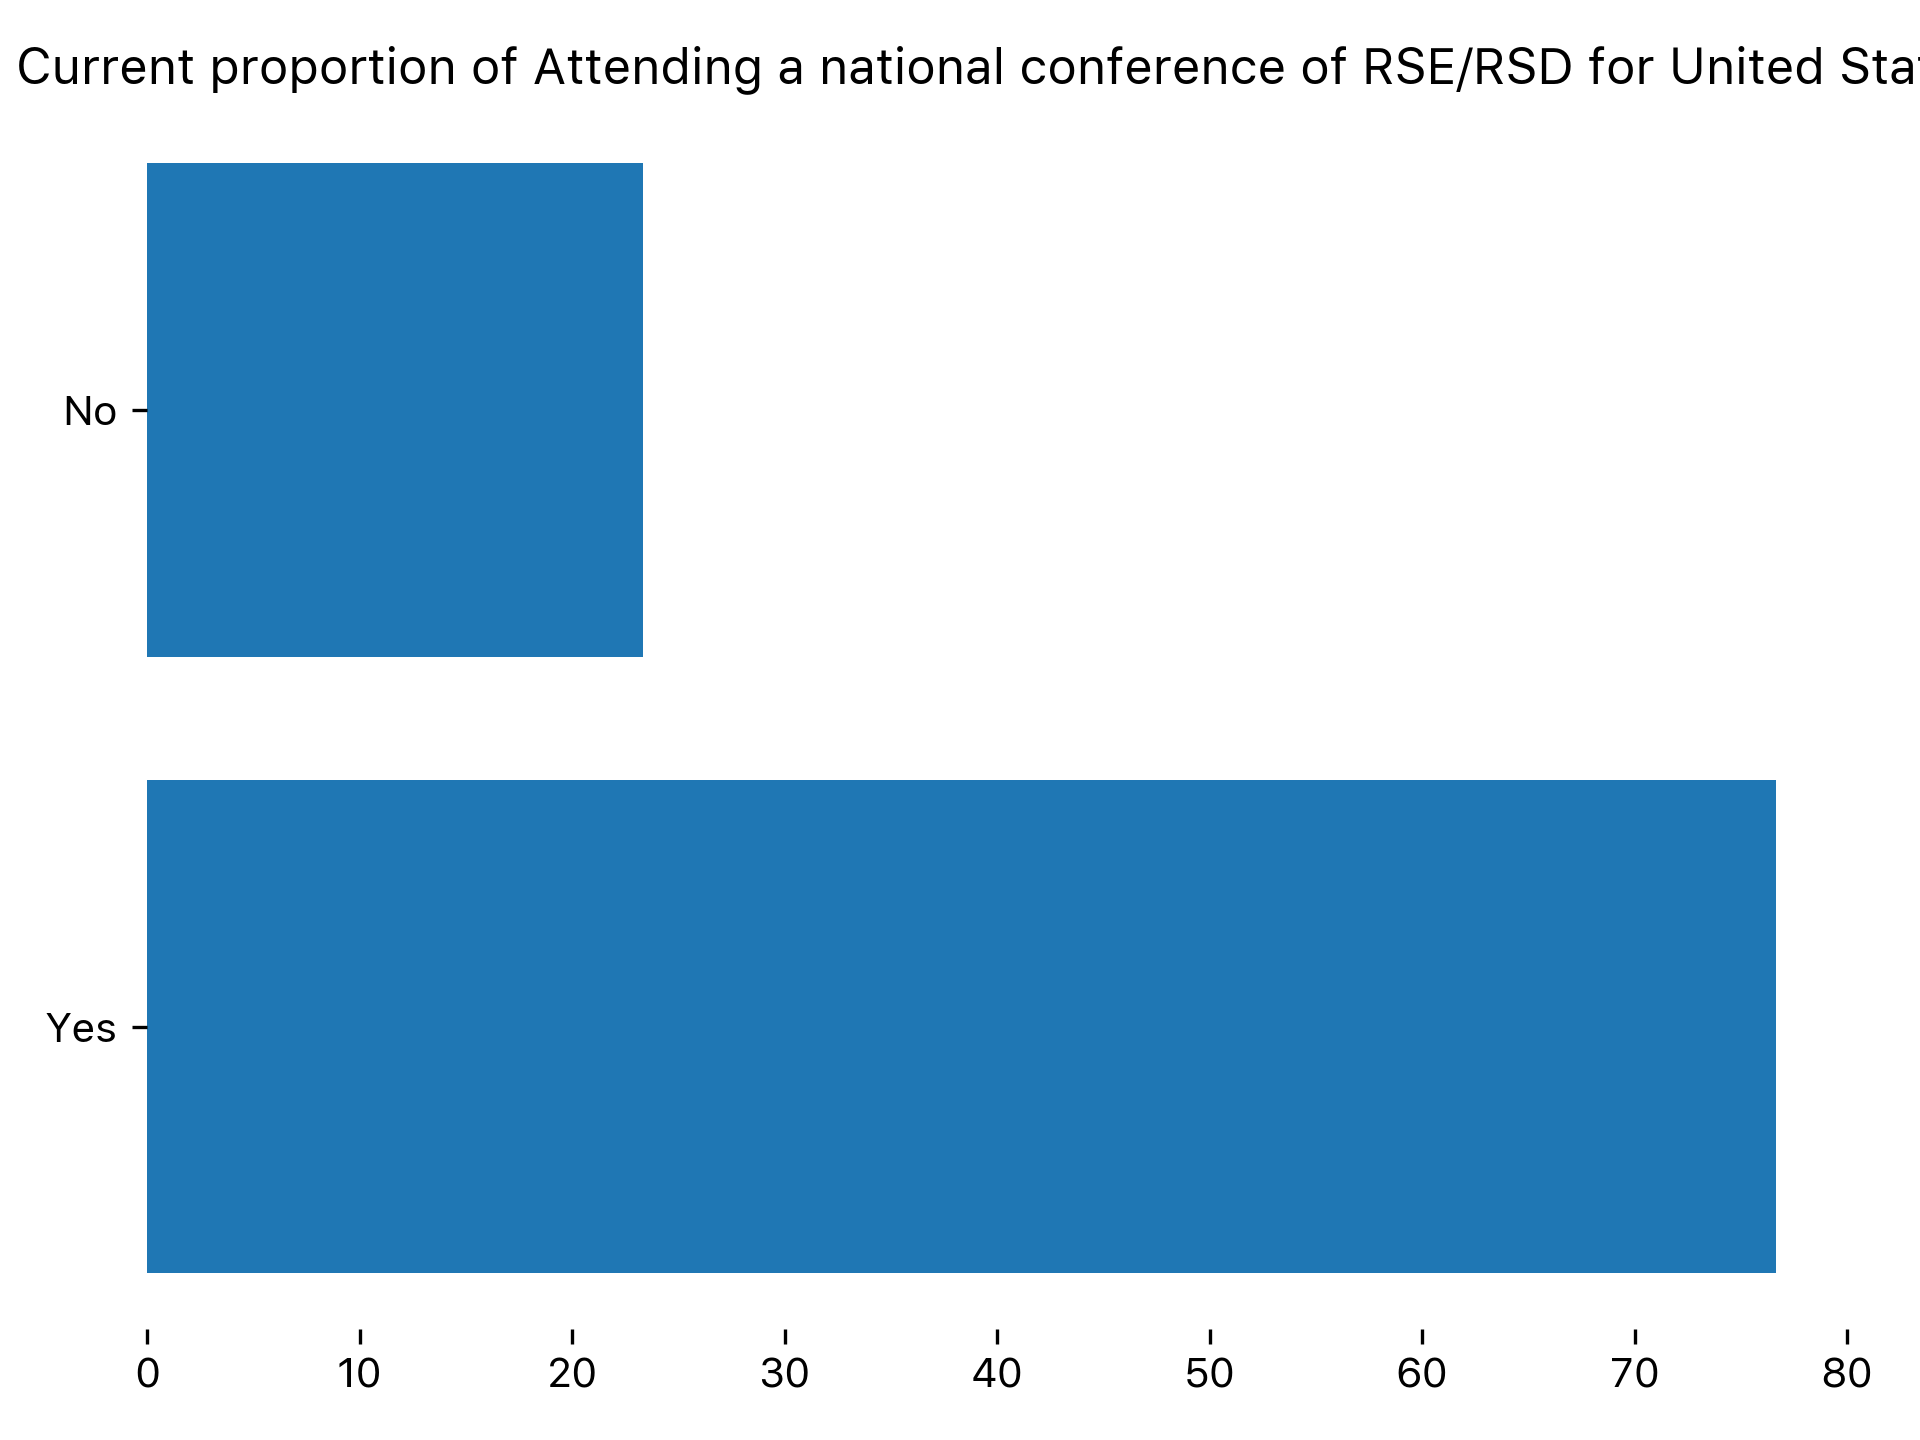 Current proportion of Attending a national conference of RSE/RSD for United
No
Yes
0 10 20 30 40 50 60 70 80